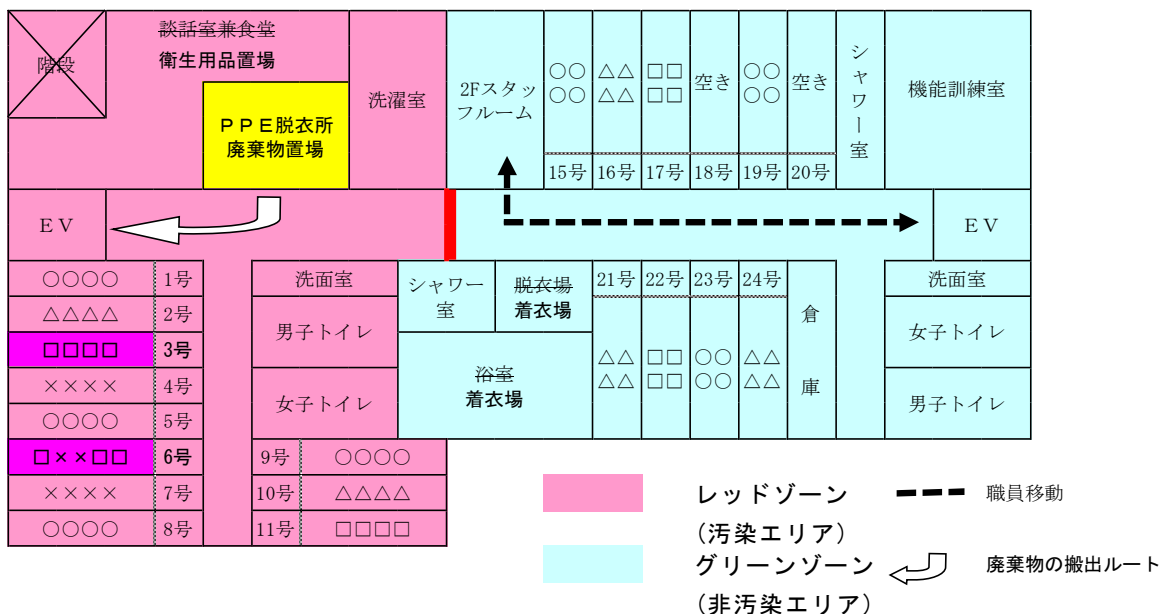 階段
談話室兼食堂
衛生用品置場
ＰＰＥ脱衣所
廃棄物置場
洗濯室
2Fスタッ
フルーム
○○
○○
15号
△△
△△
16号
□□
□□
17号
空き
18号
○○
○○
19号
空き
20号
シャワー室
機能訓練室
ＥＶ
ＥＶ
○○○○ 1号
△△△△ 2号
□□□□ 3号
×××× 4号
○○○○ 5号
□××□□ 6号
×××× 7号
○○○○ 8号
洗面室
男子トイレ
女子トイレ
9号 ○○○○
10号 △△△△
11号 □□□□
シャワー
室
脱衣場
着衣場
浴室
着衣場
21号
△△
△△
22号
□□
□□
23号
○○
○○
24号
△△
△△
倉
庫
洗面室
女子トイレ
男子トイレ
レッドゾーン
（汚染エリア）
グリーンゾーン
（非汚染エリア）
職員移動
廃棄物の搬出ルート